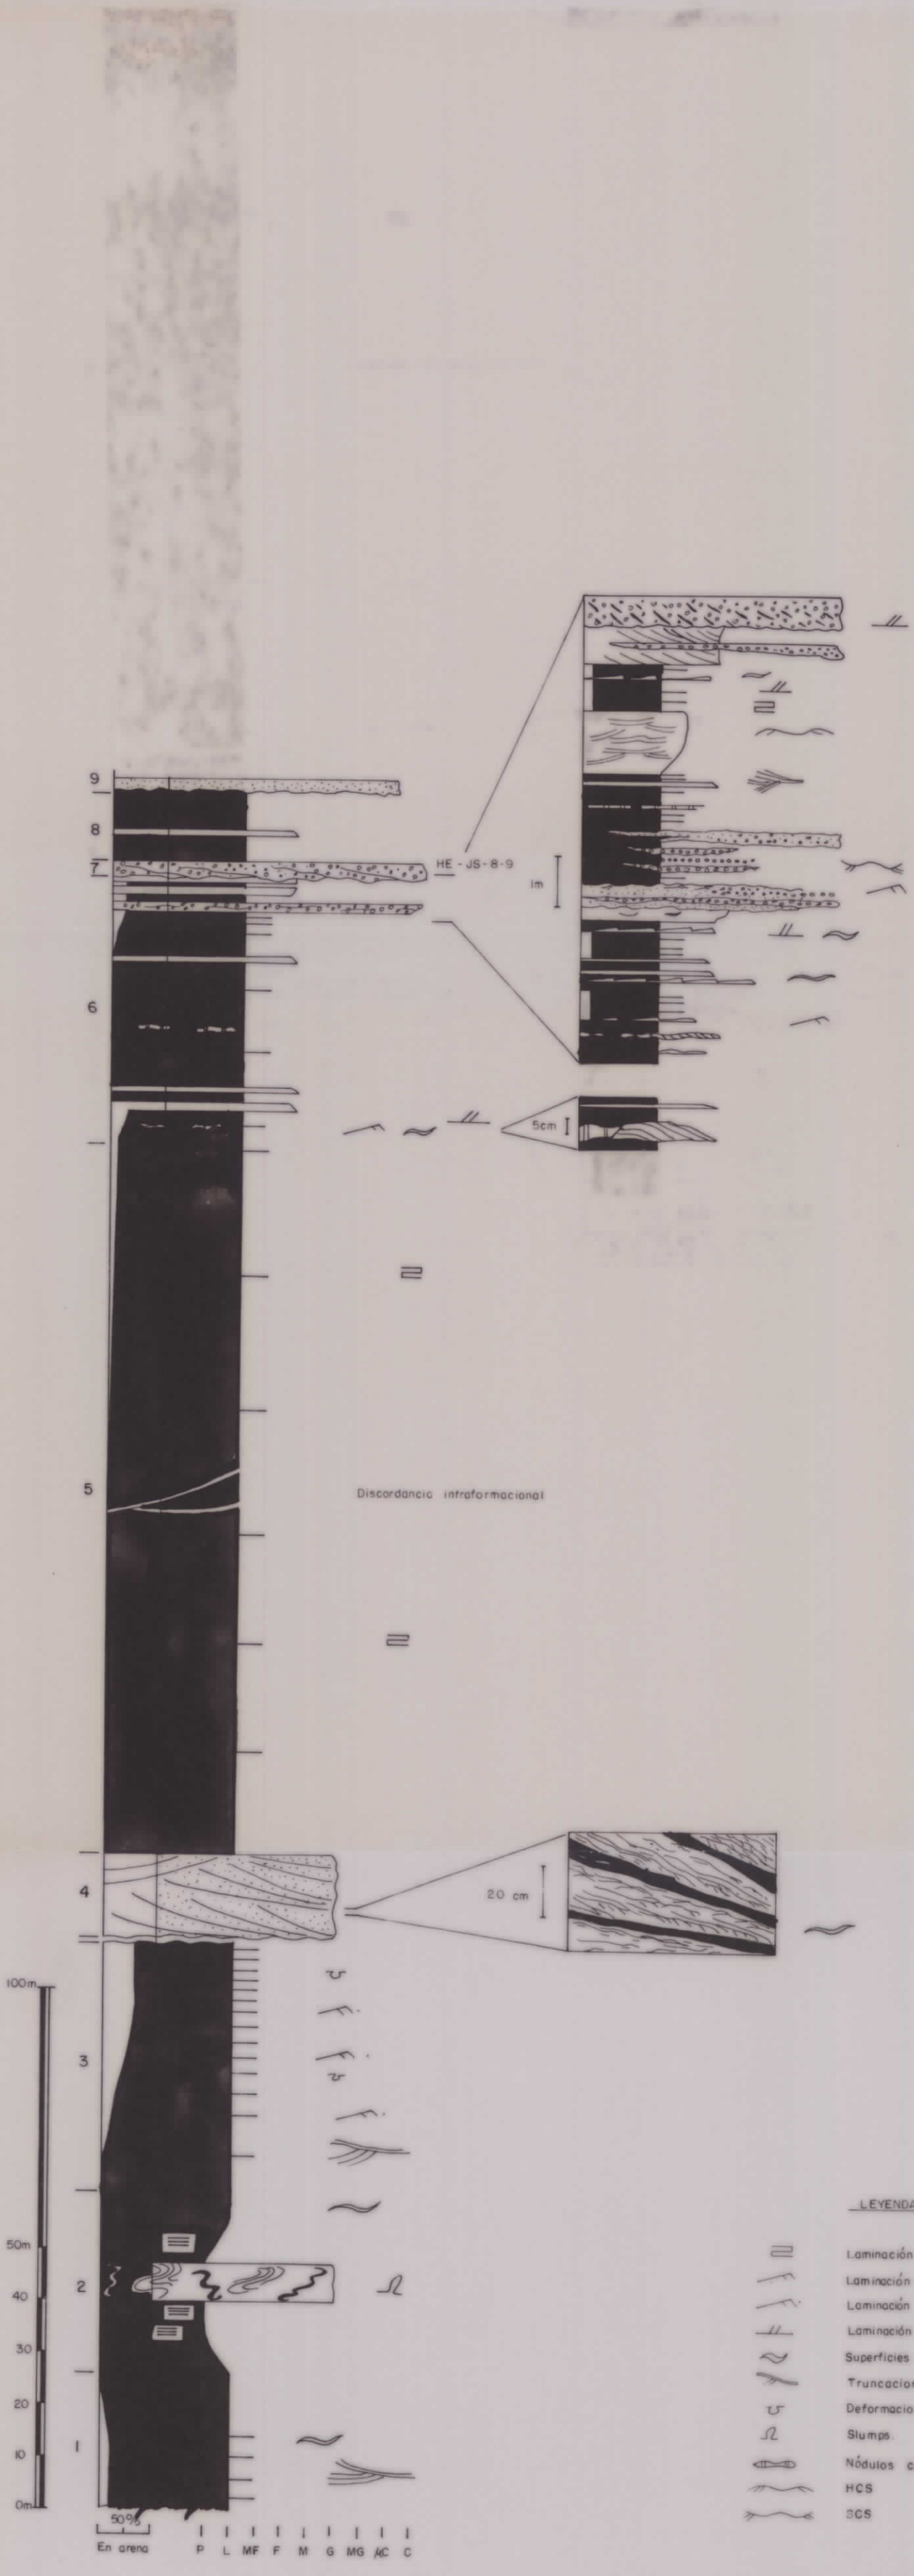 9
8
7
HE-JS-8-9
1m
6
5cm
5
Discordancia intraformacional
4
20 cm
100m
3
LEYENDA
50m
Laminación
2
40
Laminación
Laminación
30
Laminación
Superficies
20
Truncacion
Deformacio
1
10
Slumps.
Nódulos c
0m
HCS
50%
SCS
En arena
P L MF F M G MG µC C